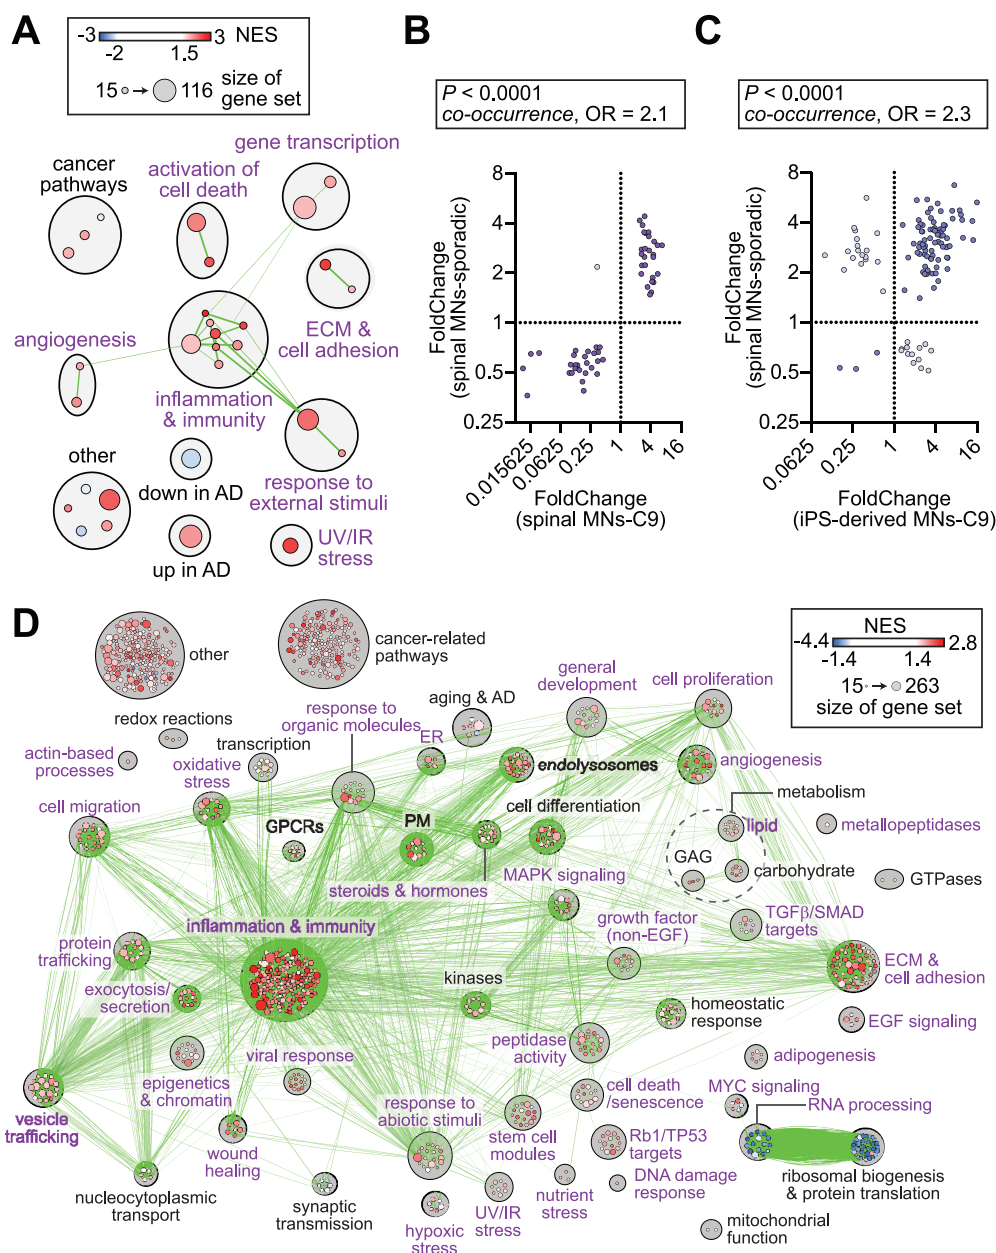 A
-3
3
NES
-2
1.5
15
116
size of
gene set
gene transcription
cancer
pathways
activation of
cell death
ECM &
cell adhesion
angiogenesis
inflammation
& immunity
other
down in AD
response to
external stimuli
up in AD
UV/IR
stress
B
P < 0.0001
co-occurrence, OR = 2.1
FoldChange
(spinal MNs-sporadic)
8
4
2
1
0.5
0.25
0.015625
0.0625
0.25
1
4
16
FoldChange
(spinal MNs-C9)
C
P < 0.0001
co-occurrence, OR = 2.3
FoldChange
(spinal MNs-sporadic)
8
4
2
1
0.5
0.25
0.0625
0.25
1
4
16
FoldChange
(iPS-derived MNs-C9)
D
NES
-4.4
2.8
-1.4
1.4
15
263
size of gene set
other
cancer-related
pathways
redox reactions
response to
organic molecules
aging & AD
general
development
cell proliferation
actin-based
processes
transcription
oxidative
stress
ER
endolysosomes
angiogenesis
metabolism
cell migration
GPCRs
PM
cell differentiation
lipid
metallopeptidases
GAG
carbohydrate
GTPases
steroids & hormones
MAPK signaling
inflammation & immunity
growth factor
(non-EGF)
TGFβ/SMAD
targets
protein
trafficking
ECM &
cell adhesion
exocytosis/
secretion
kinases
homeostatic
response
EGF signaling
peptidase
activity
adipogenesis
viral response
epigenetics
& chromatin
cell death
/senescence
MYC signaling
RNA processing
vesicle
trafficking
response to
abiotic stimuli
stem cell
modules
Rb1/TP53
targets
wound
healing
DNA damage
response
ribosomal biogenesis
& protein translation
nucleocytoplasmic
transport
synaptic
transmission
hypoxic
stress
UV/IR
stress
nutrient
stress
mitochondrial
function